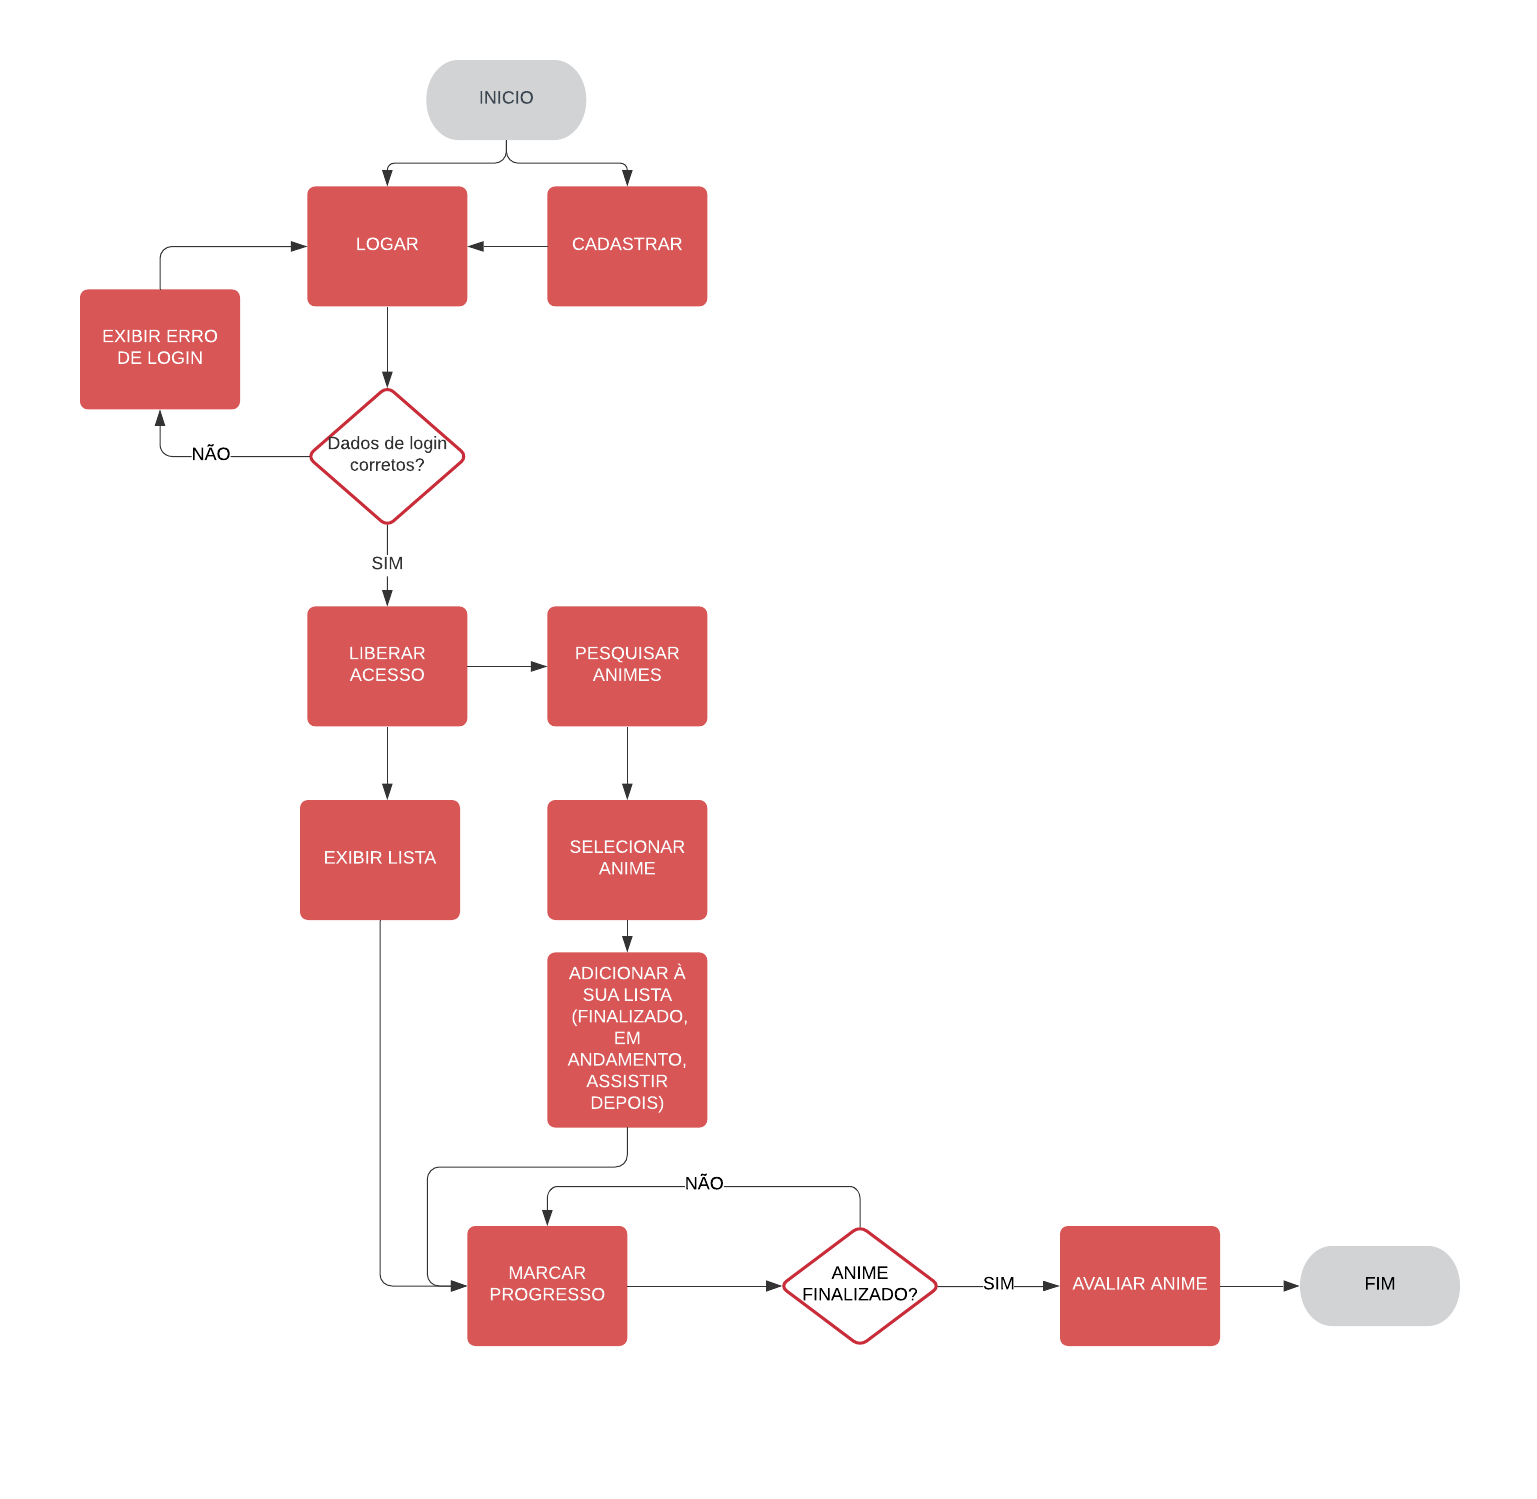 INICIO
LOGAR
CADASTRAR
EXIBIR ERRO
DE LOGIN
Dados de login
corretos?
NÃO
SIM
LIBERAR
ACESSO
PESQUISAR
ANIMES
EXIBIR LISTA
SELECIONAR
ANIME
ADICIONAR À
SUA LISTA
(FINALIZADO,
EM
ANDAMENTO,
ASSISTIR
DEPOIS)
NÃO
MARCAR
PROGRESSO
ANIME
FINALIZADO?
SIM
AVALIAR ANIME
FIM